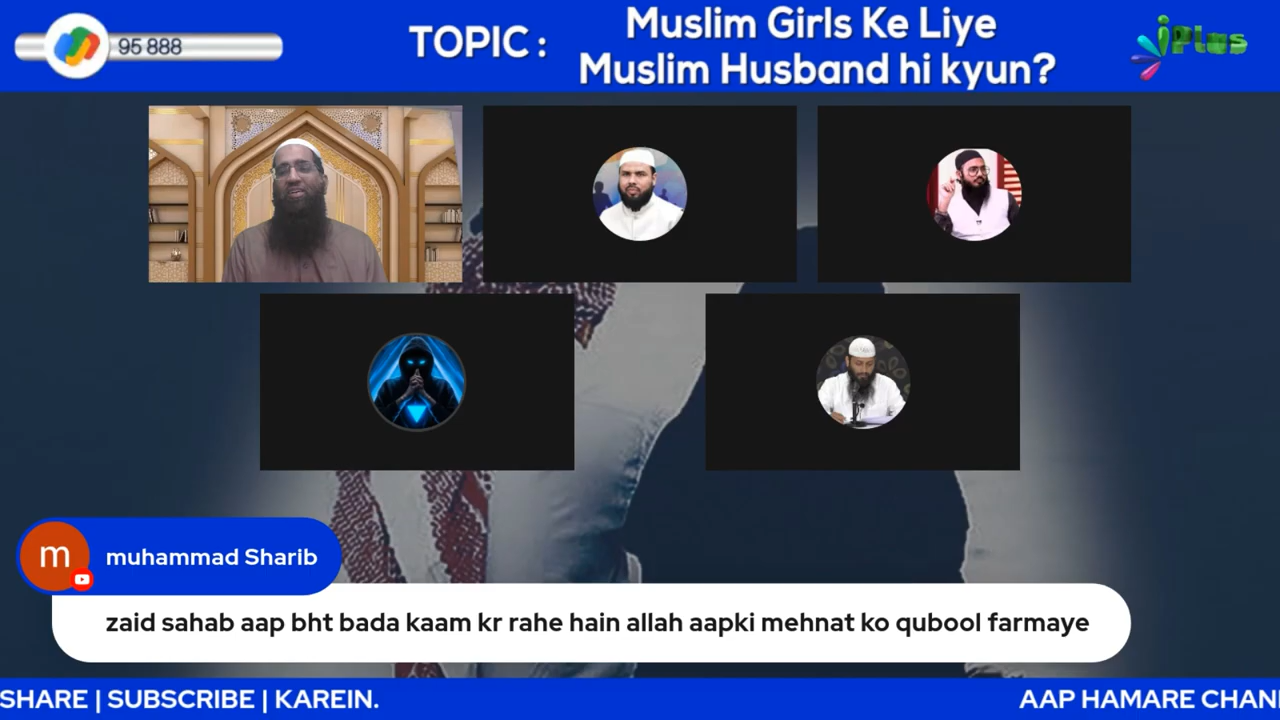 95 888
TOPIC :
Muslim Girls Ke Liye
Muslim Husband hi kyun?
iPlus
m
muhammad Sharib
zaid sahab aap bht bada kaam kr rahe hain allah aapki mehnat ko qubool farmaye
SHARE | SUBSCRIBE | KAREIN.
AAP HAMARE CHAN